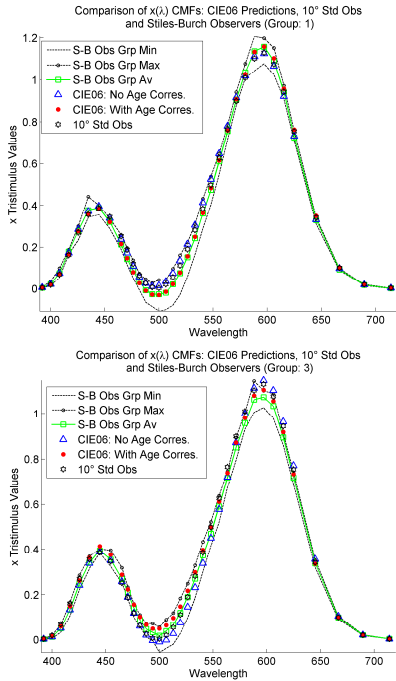 Comparison of x(λ) CMFs: CIE06 Predictions, 10° Std Obs
and Stiles-Burch Observers (Group: 1)
x Tristimulus Values
1.2
1
0.8
0.6
0.4
0.2
0
S-B Obs Grp Min
S-B Obs Grp Max
S-B Obs Grp Av
CIE06: No Age Corres.
CIE06: With Age Corres.
10° Std Obs
400 450 500 550 600 650 700
Wavelength
Comparison of x(λ) CMFs: CIE06 Predictions, 10° Std Obs
and Stiles-Burch Observers (Group: 3)
x Tristimulus Values
1
0.8
0.6
0.4
0.2
0
S-B Obs Grp Min
S-B Obs Grp Max
S-B Obs Grp Av
CIE06: No Age Corres.
CIE06: With Age Corres.
10° Std Obs
400 450 500 550 600 650 700
Wavelength